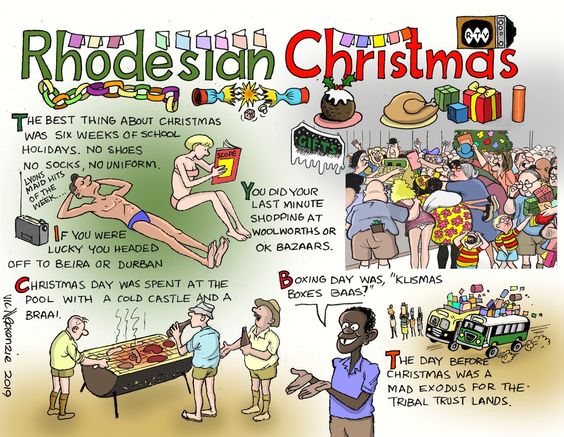 Rhodesian Christmas
RTV
The best thing about Christmas
was six weeks of school
holidays. No shoes
no socks, no uniform.
Lyons
Maid hits
of the
week....
SCOPE
GIFTS
You did your
last minute
shopping at
Woolworths or
OK Bazaars.
If you were
lucky you headed
off to Beira or Durban
Christmas Day was spent at the
pool with a cold Castle and a
braai.
Boxing Day was, "Klismas
Boxes Baas?"
The day before
Christmas was a
mad exodus for the
Tribal Trust Lands.
Vic Mackenzie 2019